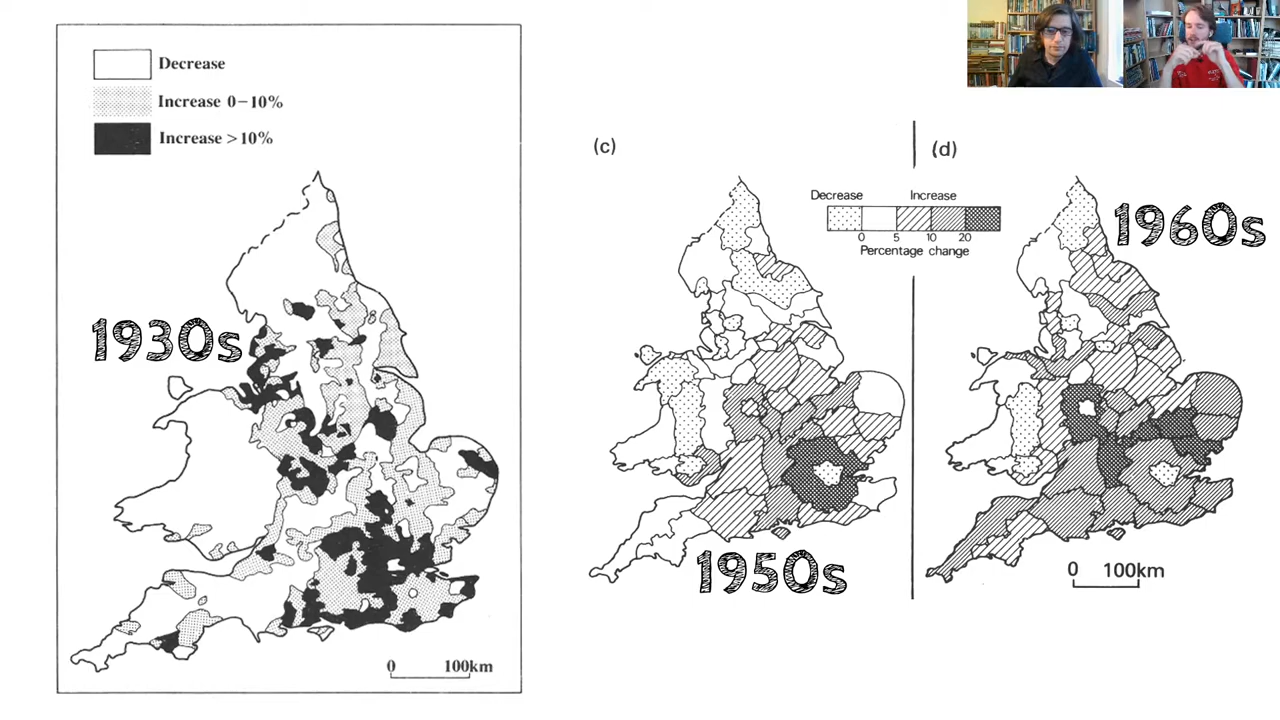 Decrease
Increase 0–10%
Increase >10%
1930s
0 100km
(c)
(d)
Decrease Increase
0 5 10 20
Percentage change
1950s
1960s
0 100km